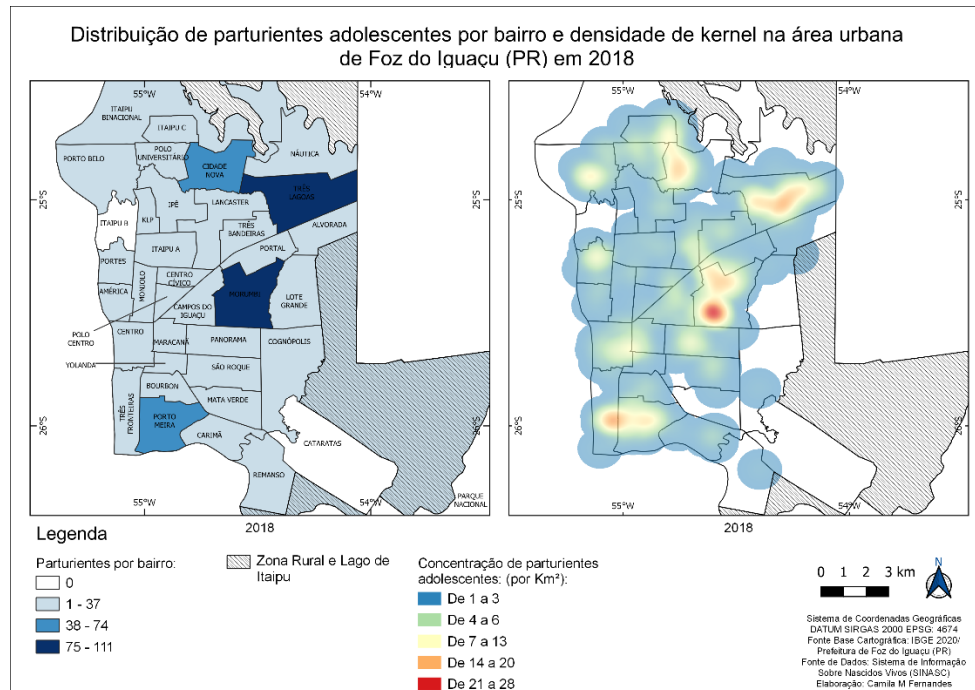 Distribuição de parturientes adolescentes por bairro e densidade de kernel na área urbana
de Foz do Iguaçu (PR) em 2018
55°W
54°W
55°W
54°W
25°S
25°S
26°S
26°S
ITAIPU
BINACIONAL
ITAIPU C
PORTO BELO
POLO
UNIVERSITÁRIO
CIDADE
NOVA
NÁUTICA
TRÊS
LAGOAS
ITAIPU B
KLP
IPÊ
LANCASTER
TRÊS
BANDEIRAS
ALVORADA
PORTAL
ITAIPU A
PORTES
AMÉRICA
MONJOLO
CENTRO
CÍVICO
MORUMBI
LOTE
GRANDE
CAMPOS DO
IGUAÇU
POLO
CENTRO
CENTRO
MARACANÃ
PANORAMA
COGNÓPOLIS
YOLANDA
SÃO ROQUE
BOURBON
MATA VERDE
TRÊS
FRONTEIRAS
PORTO
MEIRA
CARIMÃ
CATARATAS
REMANSO
PARQUE
NACIONAL
55°W
54°W
55°W
54°W
2018
2018
Legenda
Parturientes por bairro:
0
1 - 37
38 - 74
75 - 111
Zona Rural e Lago de
Itaipu
Concentração de parturientes
adolescentes: (por Km²):
De 1 a 3
De 4 a 6
De 7 a 13
De 14 a 20
De 21 a 28
0 1 2 3 km
N
Sistema de Coordenadas Geográficas
DATUM SIRGAS 2000 EPSG: 4674
Fonte Base Cartográfica: IBGE 2020/
Prefeitura de Foz do Iguaçu (PR)
Fonte de Dados: Sistema de Informação
Sobre Nascidos Vivos (SINASC)
Elaboração: Camila M Fernandes